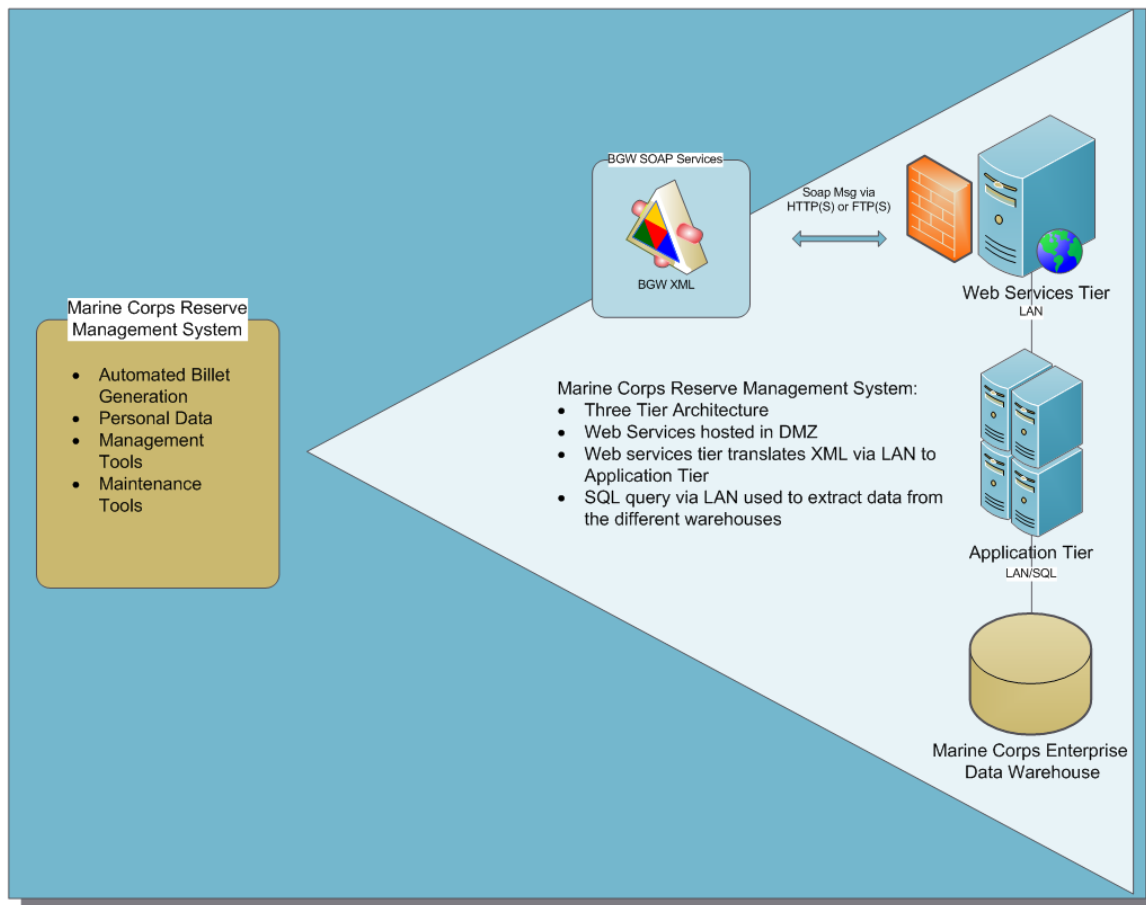 Marine Corps Reserve
Management System
• Automated Billet
Generation
• Personal Data
• Management
Tools
• Maintenance
Tools
BGW SOAP Services
BGW XML
Soap Msg via
HTTP(S) or FTP(S)
Web Services Tier
LAN
Marine Corps Reserve Management System:
• Three Tier Architecture
• Web Services hosted in DMZ
• Web services tier translates XML via LAN to
Application Tier
• SQL query via LAN used to extract data from
the different warehouses
Application Tier
LAN/SQL
Marine Corps Enterprise
Data Warehouse